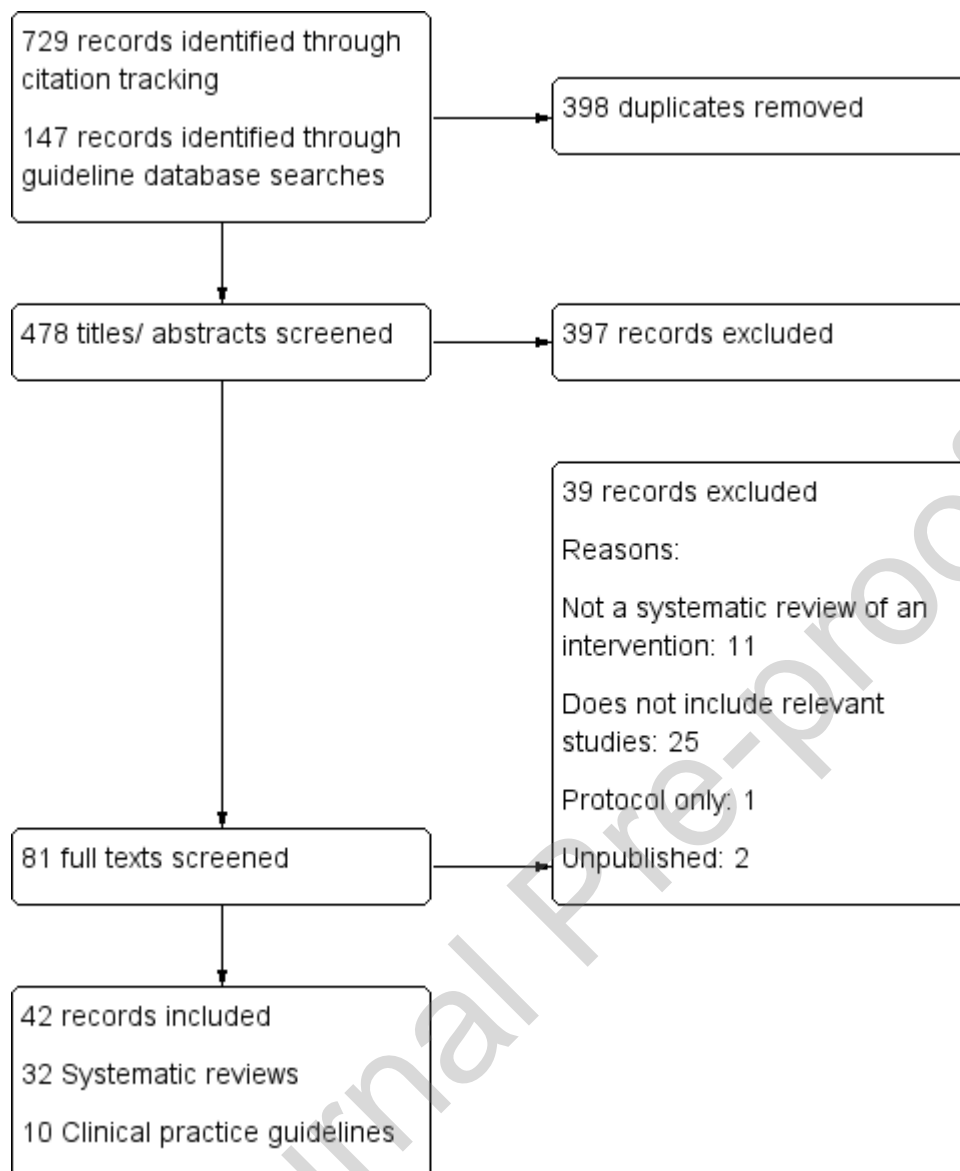 729 records identified through
citation tracking
147 records identified through
guideline database searches
398 duplicates removed
478 titles/ abstracts screened
397 records excluded
39 records excluded
Reasons:
Not a systematic review of an
intervention: 11
Does not include relevant
studies: 25
Protocol only: 1
Unpublished: 2
81 full texts screened
42 records included
32 Systematic reviews
10 Clinical practice guidelines